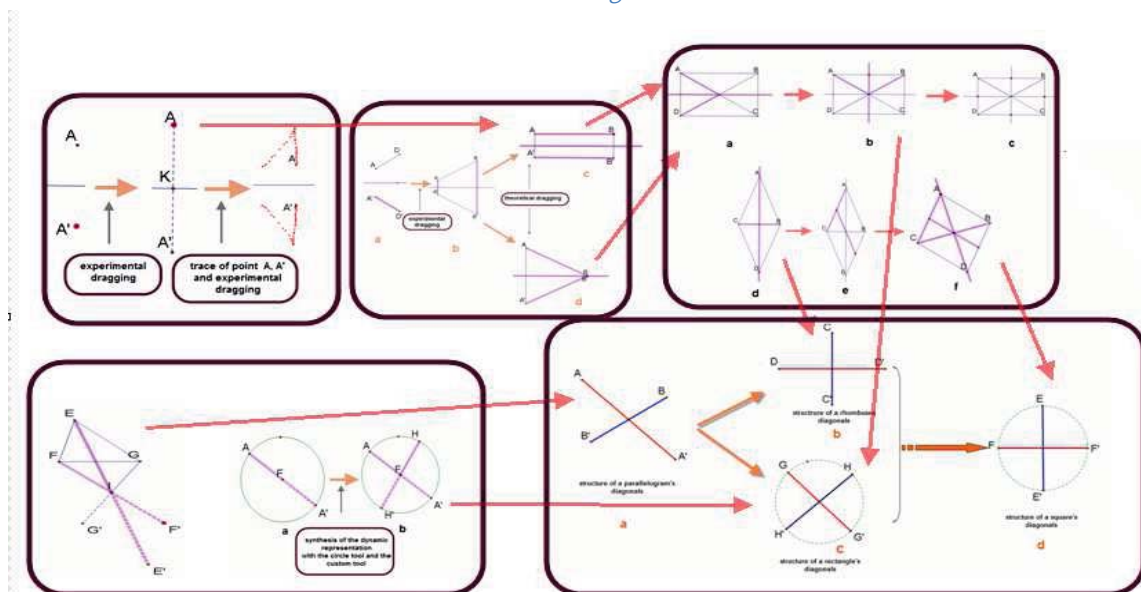 A
A'
A
K
A'
A
A'
experimental
dragging
trace of point A, A'
and experimental
dragging
A
D
A'
D'
a
experimental
dragging
b
A
B
A'
B'
c
theoretical dragging
d
A
B
D
C
a
A
B
D
C
b
A
B
D
C
c
C
B
D
d
A
C
B
D
e
A
B
C
D
f
E
F
G
G'
F'
E'
A
F
A'
a
A
H
F
A'
H'
b
synthesis of the dynamic
representation
with the circle tool and the
custom tool
A
B
B'
A'
structure of a parallelogram's
diagonals
a
C
D
D'
C'
structrure of a rhombuses
diagonals
b
G
H
H'
G'
c
structure of a rectangle's
diagonals
E
F
F'
E'
structure of a square's
diagonals
d